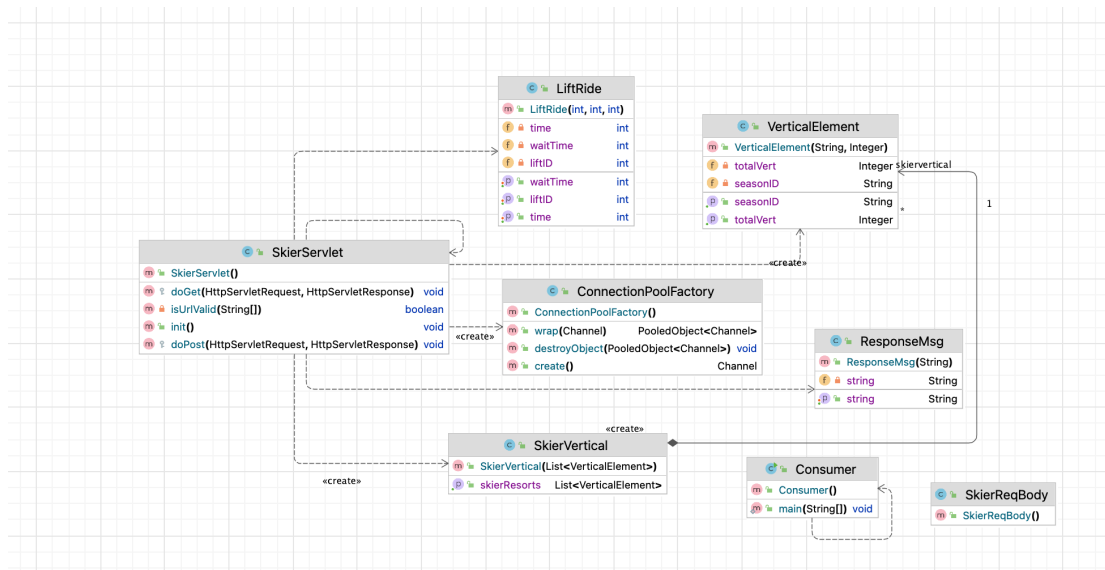 LiftRide
LiftRide(int, int, int)
time int
waitTime int
liftID int
waitTime int
liftID int
time int
VerticalElement
VerticalElement(String, Integer)
totalVert Integer
seasonID String
seasonID String
totalVert Integer
skiervertical
1
*
«create»
SkierServlet
SkierServlet()
doGet(HttpServletRequest, HttpServletResponse) void
isUrlValid(String[]) boolean
init() void
doPost(HttpServletRequest, HttpServletResponse) void
«create»
ConnectionPoolFactory
ConnectionPoolFactory()
wrap(Channel) PooledObject<Channel>
destroyObject(PooledObject<Channel>) void
create() Channel
ResponseMsg
ResponseMsg(String)
string String
string String
«create»
SkierVertical
SkierVertical(List<VerticalElement>)
skierResorts List<VerticalElement>
«create»
Consumer
Consumer()
main(String[]) void
SkierReqBody
SkierReqBody()